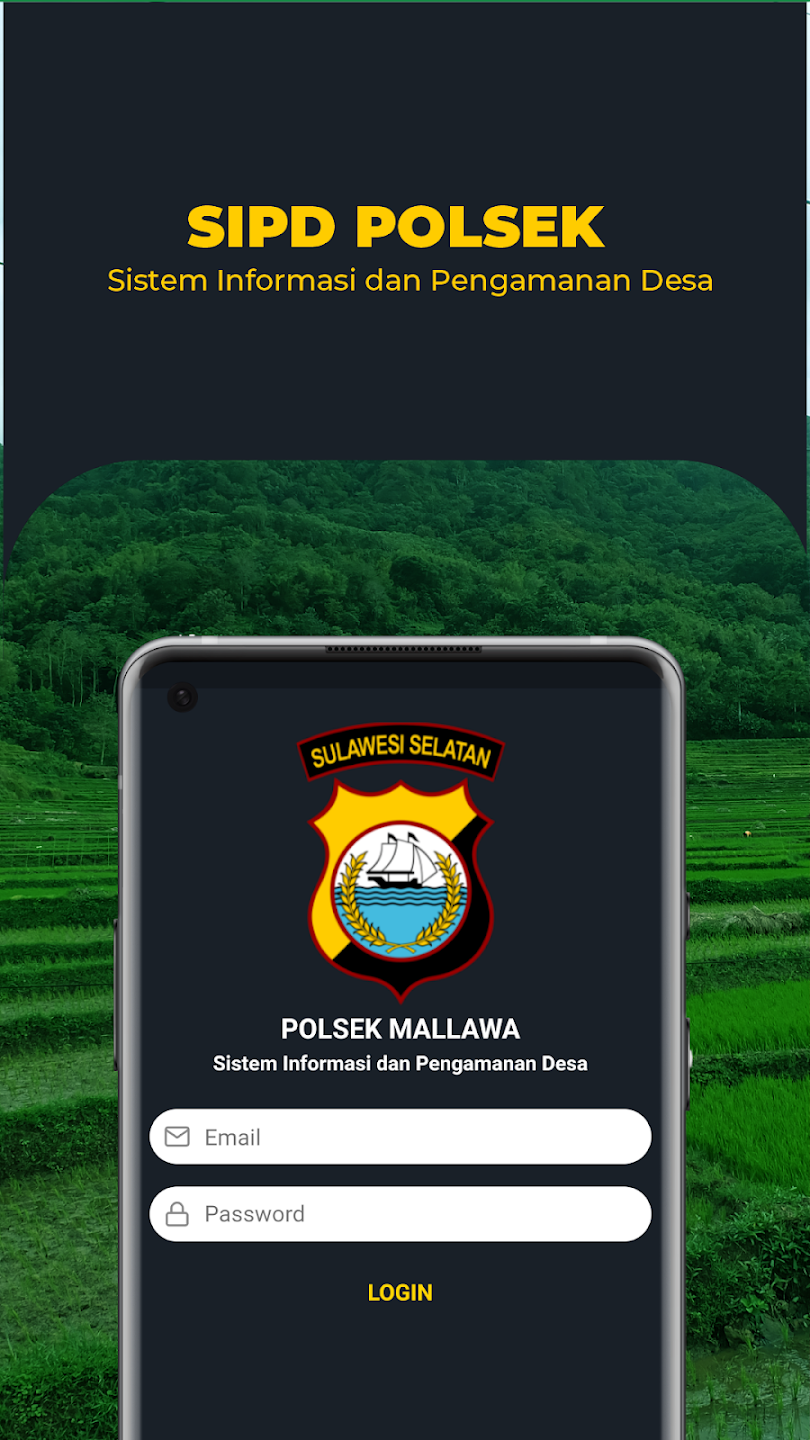 SIPD POLSEK
Sistem Informasi dan Pengamanan Desa
SULAWESI SELATAN
POLSEK MALLAWA
Sistem Informasi dan Pengamanan Desa
Email
Password
LOGIN